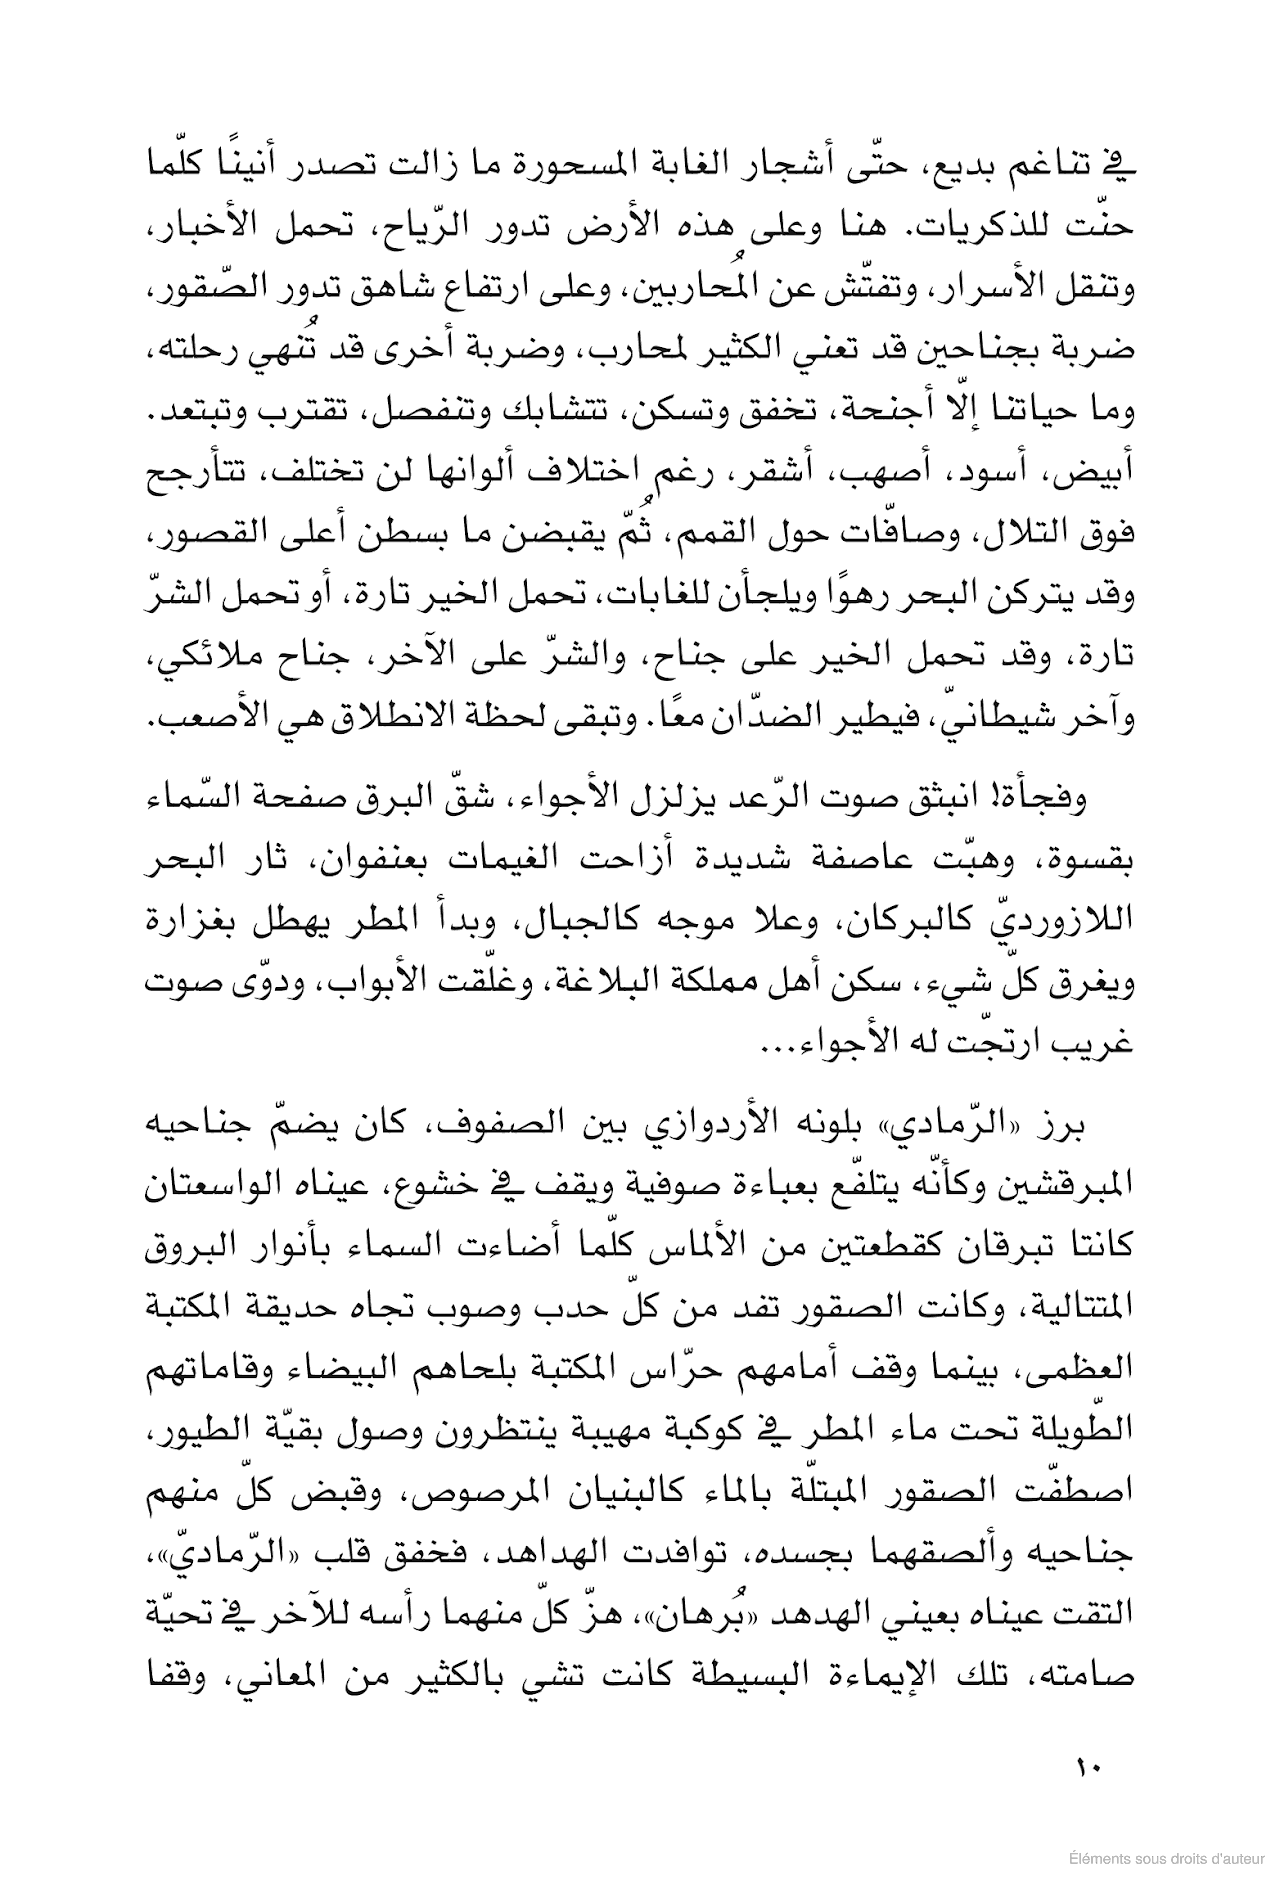 في تناغم بديع، حتّى أشجار الغابة المسحورة ما زالت تصدر أنينًا كلّما
حنّت للذكريات. هنا وعلى هذه الأرض تدور الرّياح، تحمل الأخبار،
وتنقل الأسرار، وتفتّش عن المُحاربين، وعلى ارتفاع شاهق تدور الصّقور،
ضربة بجناحين قد تعني الكثير لمحارب، وضربة أخرى قد تُنهي رحلته،
وما حياتنا إلّا أجنحة، تخفق وتسكن، تتشابك وتنفصل، تقترب وتبتعد.
أبيض، أسود، أصهب، أشقر، رغم اختلاف ألوانها لن تختلف، تتأرجح
فوق التلال، وصافّات حول القمم، ثُمّ يقبضن ما بسطن أعلى القصور،
وقد يتركن البحر رهوًا ويلجأن للغابات، تحمل الخير تارة، أو تحمل الشرّ
تارة، وقد تحمل الخير على جناح، والشرّ على الآخر، جناح ملائكي،
وآخر شيطانيّ، فيطير الضدّان معًا. وتبقى لحظة الانطلاق هي الأصعب.
وفجأة! انبثق صوت الرّعد يزلزل الأجواء، شقّ البرق صفحة السّماء
بقسوة، وهبّت عاصفة شديدة أزاحت الغيمات بعنفوان، ثار البحر
اللازورديّ كالبركان، وعلا موجه كالجبال، وبدأ المطر يهطل بغزارة
ويغرق كلّ شيء، سكن أهل مملكة البلاغة، وغلّقت الأبواب، ودوّى صوت
غريب ارتجّت له الأجواء...
برز «الرّمادي» بلونه الأردوازي بين الصفوف، كان يضمّ جناحيه
المبرقشين وكأنّه يتلفّع بعباءة صوفية ويقف في خشوع، عيناه الواسعتان
كانتا تبرقان كقطعتين من الألماس كلّما أضاءت السماء بأنوار البروق
المتتالية، وكانت الصقور تفد من كلّ حدب وصوب تجاه حديقة المكتبة
العظمى، بينما وقف أمامهم حرّاس المكتبة بلحاهم البيضاء وقاماتهم
الطّويلة تحت ماء المطر في كوكبة مهيبة ينتظرون وصول بقيّة الطيور،
اصطفّت الصقور المبتلّة بالماء كالبنيان المرصوص، وقبض كلّ منهم
جناحيه وألصقهما بجسده، توافدت الهداهد، فخفق قلب «الرّماديّ»،
التقت عيناه بعيني الهدهد «بُرهان»، هزّ كلّ منهما رأسه للآخر في تحيّة
صامته، تلك الإيماءة البسيطة كانت تشي بالكثير من المعاني، وقفا
١٠
Éléments sous droits d'auteur